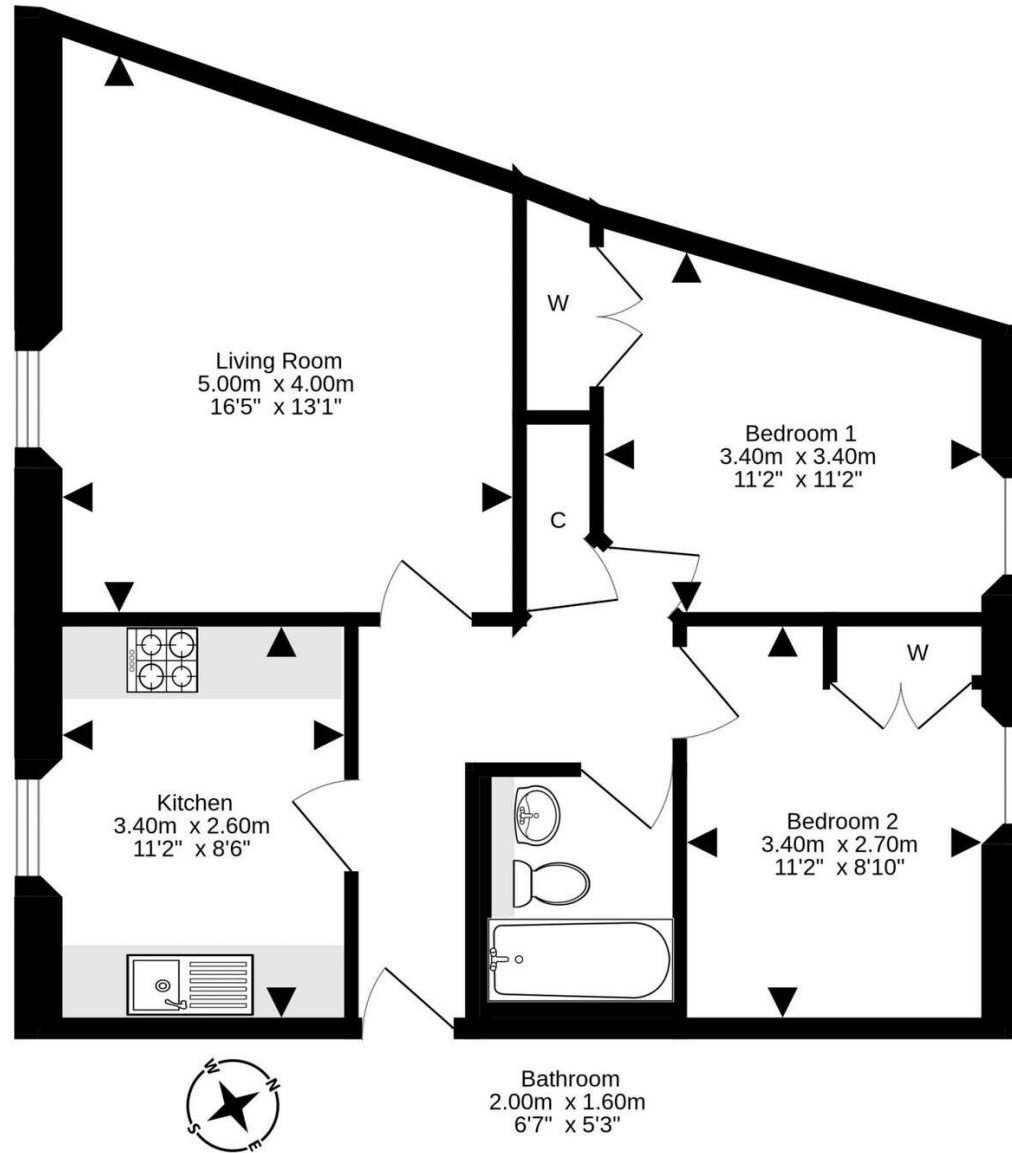 Living Room
5.00m x 4.00m
16'5" x 13'1"
W
Bedroom 1
3.40m x 3.40m
11'2" x 11'2"
C
W
Kitchen
3.40m x 2.60m
11'2" x 8'6"
Bedroom 2
3.40m x 2.70m
11'2" x 8'10"
W
N
S
E
Bathroom
2.00m x 1.60m
6'7" x 5'3"